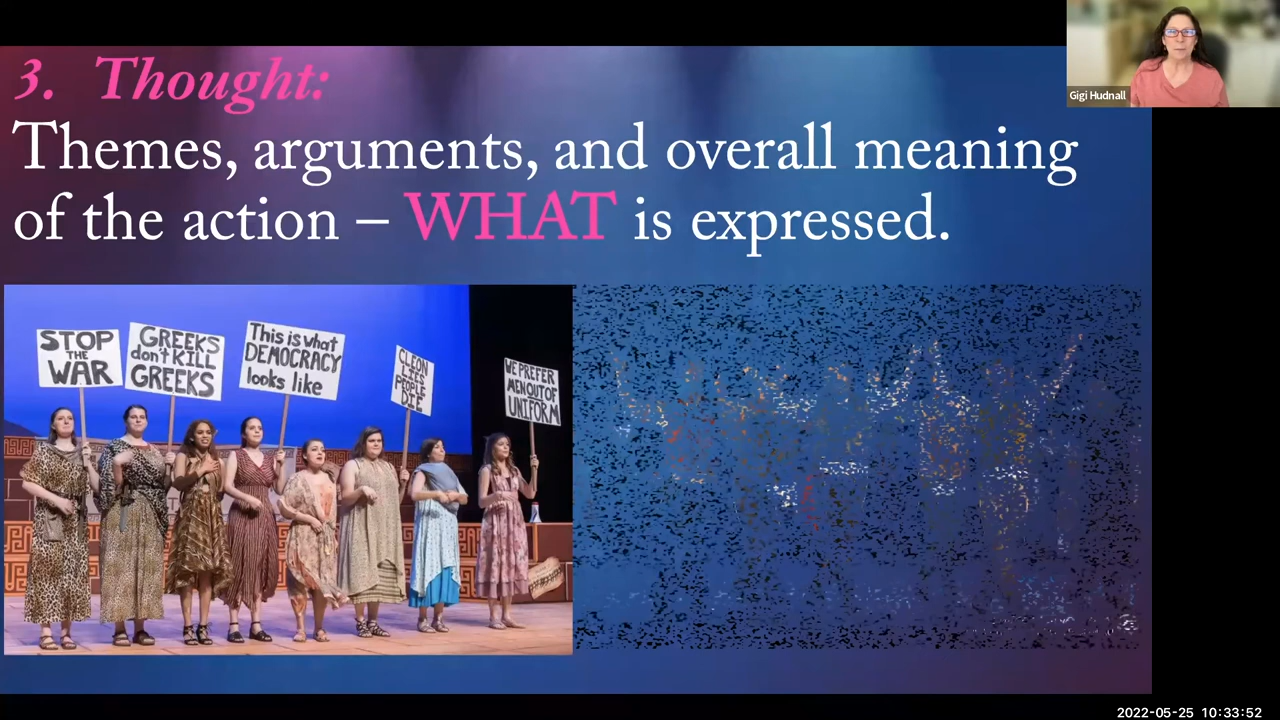 3. Thought:
Themes, arguments, and overall meaning
of the action – WHAT is expressed.
Gigi Hudnall
STOP
THE
WAR
GREEKS
don't KILL
GREEKS
This is what
DEMOCRACY
looks like
CLEON
LIES
PEOPLE
DIE
WE PREFER
MEN OUT OF
UNIFORM
2022-05-25 10:33:52